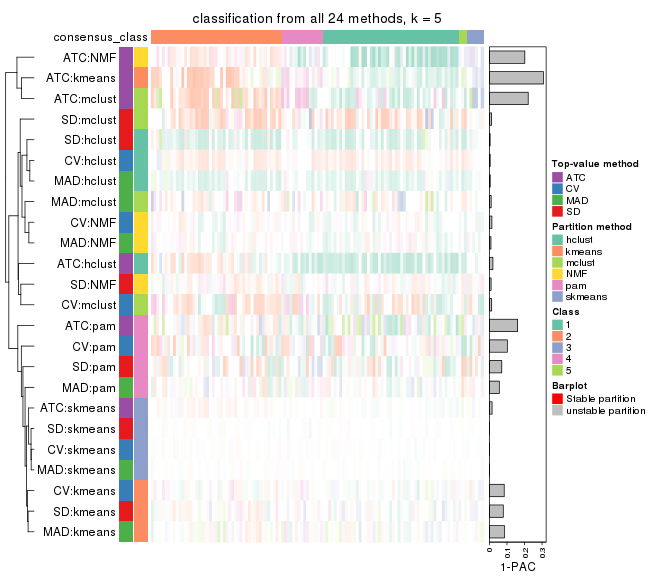 classification from all 24 methods, k = 5
consensus_class
ATC:NMF
ATC:kmeans
ATC:mclust
SD:mclust
SD:hclust
CV:hclust
MAD:hclust
MAD:mclust
CV:NMF
MAD:NMF
ATC:hclust
SD:NMF
CV:mclust
ATC:pam
CV:pam
SD:pam
MAD:pam
ATC:skmeans
SD:skmeans
CV:skmeans
MAD:skmeans
CV:kmeans
SD:kmeans
MAD:kmeans
0
0.1
0.2
0.3
1-PAC
Top-value method
ATC
CV
MAD
SD
Partition method
hclust
kmeans
mclust
NMF
pam
skmeans
Class
1
2
3
4
5
Barplot
Stable partition
unstable partition